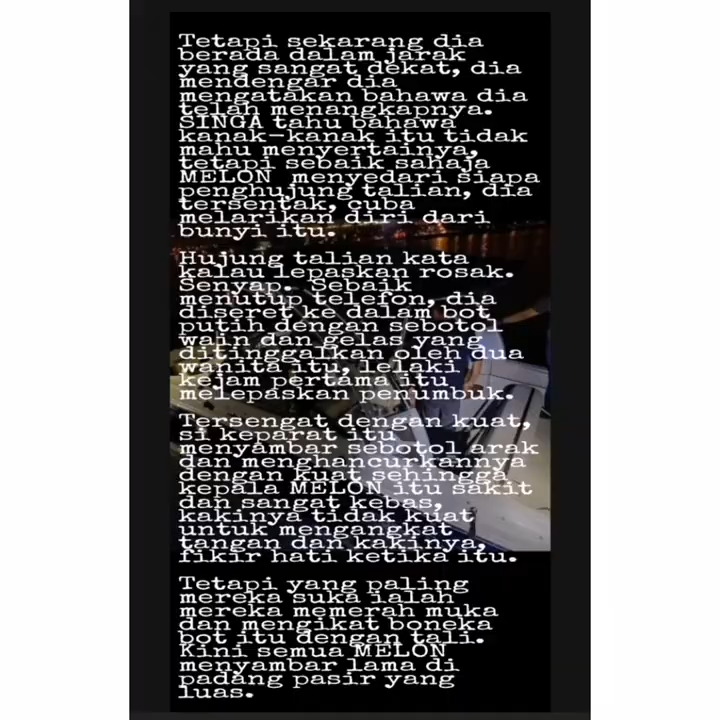 Tetapi sekarang dia
berada dalam jarak
yang sangat dekat, dia
mendengar dia
mengatakan bahawa dia
telah menangkapnya.
SINGA tahu bahawa
kanak-kanak itu tidak
mahu menyertainya,
tetapi sebaik sahaja
MELON menyedari siapa
penghujung talian, dia
tersentak, cuba
melarikan diri dari
bunyi itu.
Hujung talian kata
kalau lepaskan rosak.
Senyap. Sebaik
menutup telefon, dia
diseret ke dalam bot
putih dengan sebotol
wain dan gelas yang
ditinggalkan oleh dua
wanita itu, lelaki
kejam pertama itu
melepaskan penumbuk.
Tersengat dengan kuat,
si keparat itu
menyambar sebotol arak
dan menghancurkannya
dengan kuat sehingga
kepala MELON itu sakit
dan sangat kebas,
kakinya tidak kuat
untuk mengangkat
tangan dan kakinya,
fikir hati ketika itu.
Tetapi yang paling
mereka suka ialah
mereka memerah muka
dan mengikat boneka
bot itu dengan tali.
Kini semua MELON
menyambar lama di
padang pasir yang
luas.